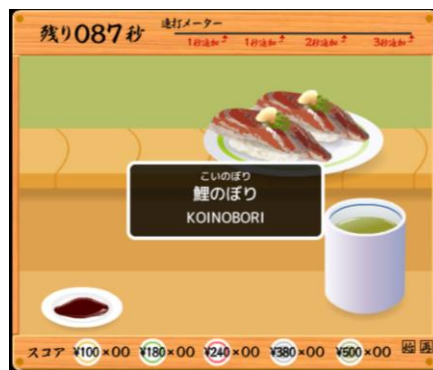 残り087秒
連打メーター
1秒追加 1秒追加 2秒追加 3秒追加
こいのぼり
鯉のぼり
KOINOBORI
スコア ¥100×00 ¥180×00 ¥240×00 ¥380×00 ¥500×00